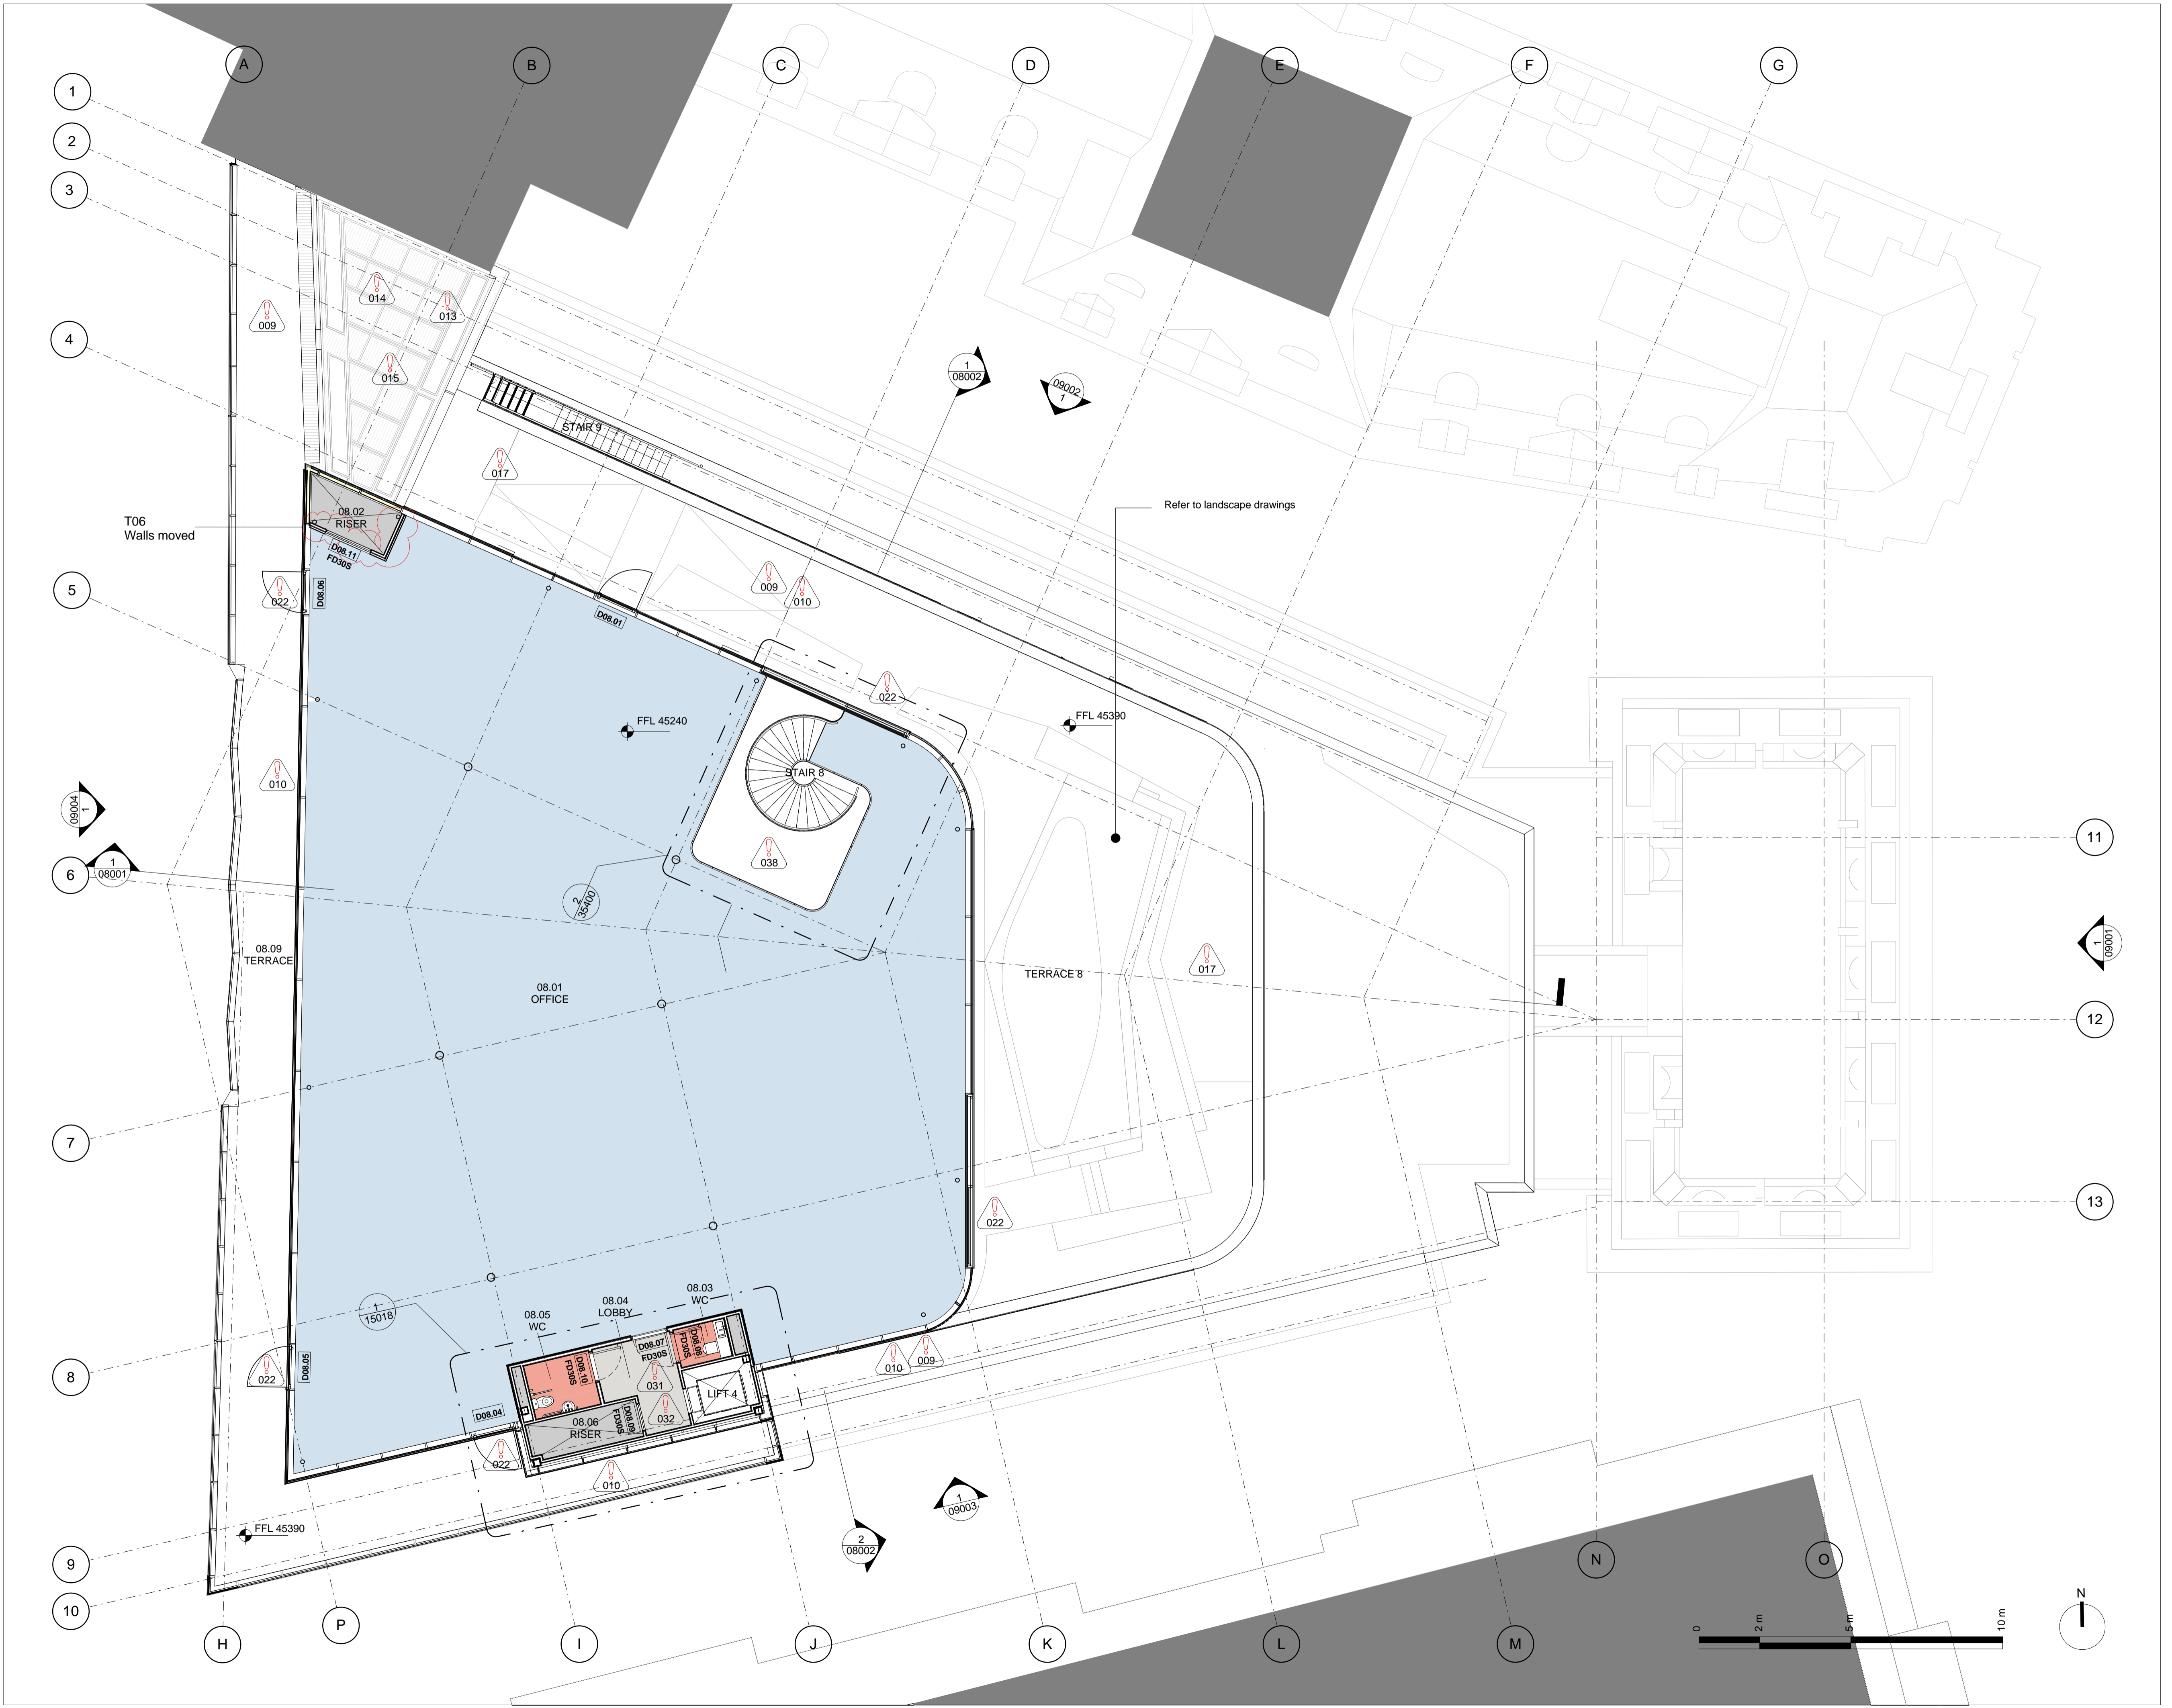 A
B
C
D
E
F
G
1
2
3
4
5
6
7
8
9
10
11
12
13
H
P
I
J
K
L
M
N
O
009
014
013
015
STAIR 9
017
1
08002
09002
1
Refer to landscape drawings
T06
Walls moved
08.02
RISER
D08.11
FD30S
D08.06
022
D08.01
009
010
022
FFL 45240
FFL 45390
STAIR 8
038
010
09004
1
1
08001
2
35400
08.09
TERRACE
08.01
OFFICE
TERRACE 8
017
1
09001
022
1
15018
08.05
WC
08.04
LOBBY
08.03
WC
D08.07
FD30S
D08.08
FD30S
D08.10
FD30S
031
032
LIFT 4
08.06
RISER
D08.09
FD30S
010
009
D08.05
022
D08.04
022
010
FFL 45390
1
09003
2
08002
0
2 m
5 m
10 m
N